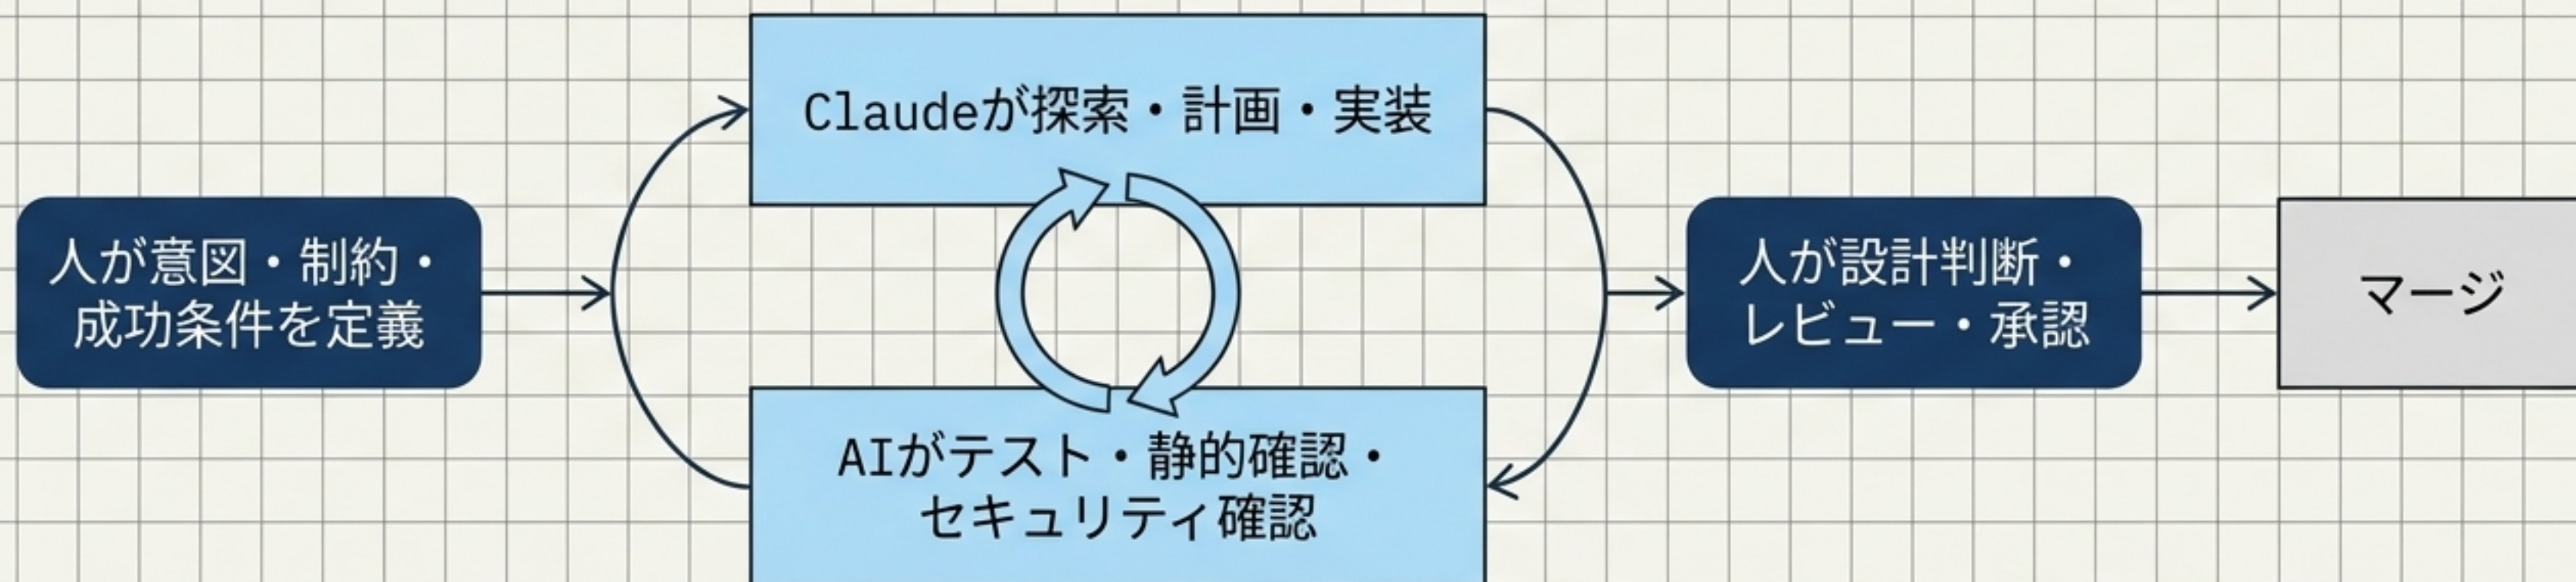 Claudeが探索・計画・実装
人が意図・制約・
成功条件を定義
人が設計判断・
レビュー・承認
マージ
AIがテスト・静的確認・
セキュリティ確認